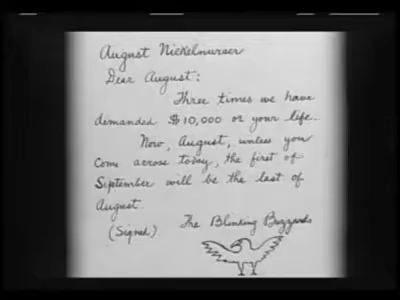 August Nickelnurser
Dear August:
Three times we have
demanded $10,000 or your life.
Now, August, unless you
come across today, the first of
September will be the last of
August.
(Signed) The Blinking Buzzards